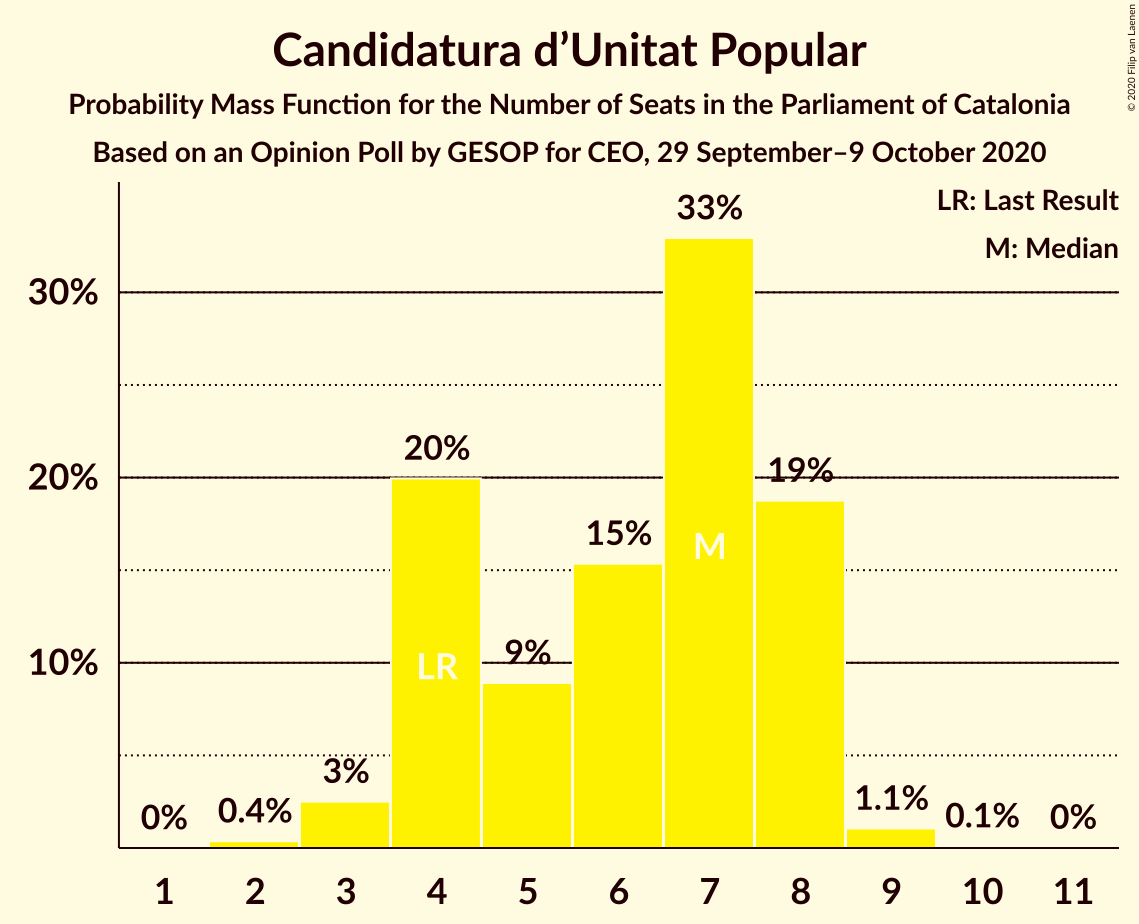 Candidatura d’Unitat Popular
Probability Mass Function for the Number of Seats in the Parliament of Catalonia
Based on an Opinion Poll by GESOP for CEO, 29 September–9 October 2020
© 2020 Filip van Laenen
LR: Last Result
M: Median
33%
30%
20%
20%
19%
15%
M
10%
LR
9%
3%
0%
0.4%
1.1%
0.1%
0%
1 2 3 4 5 6 7 8 9 10 11